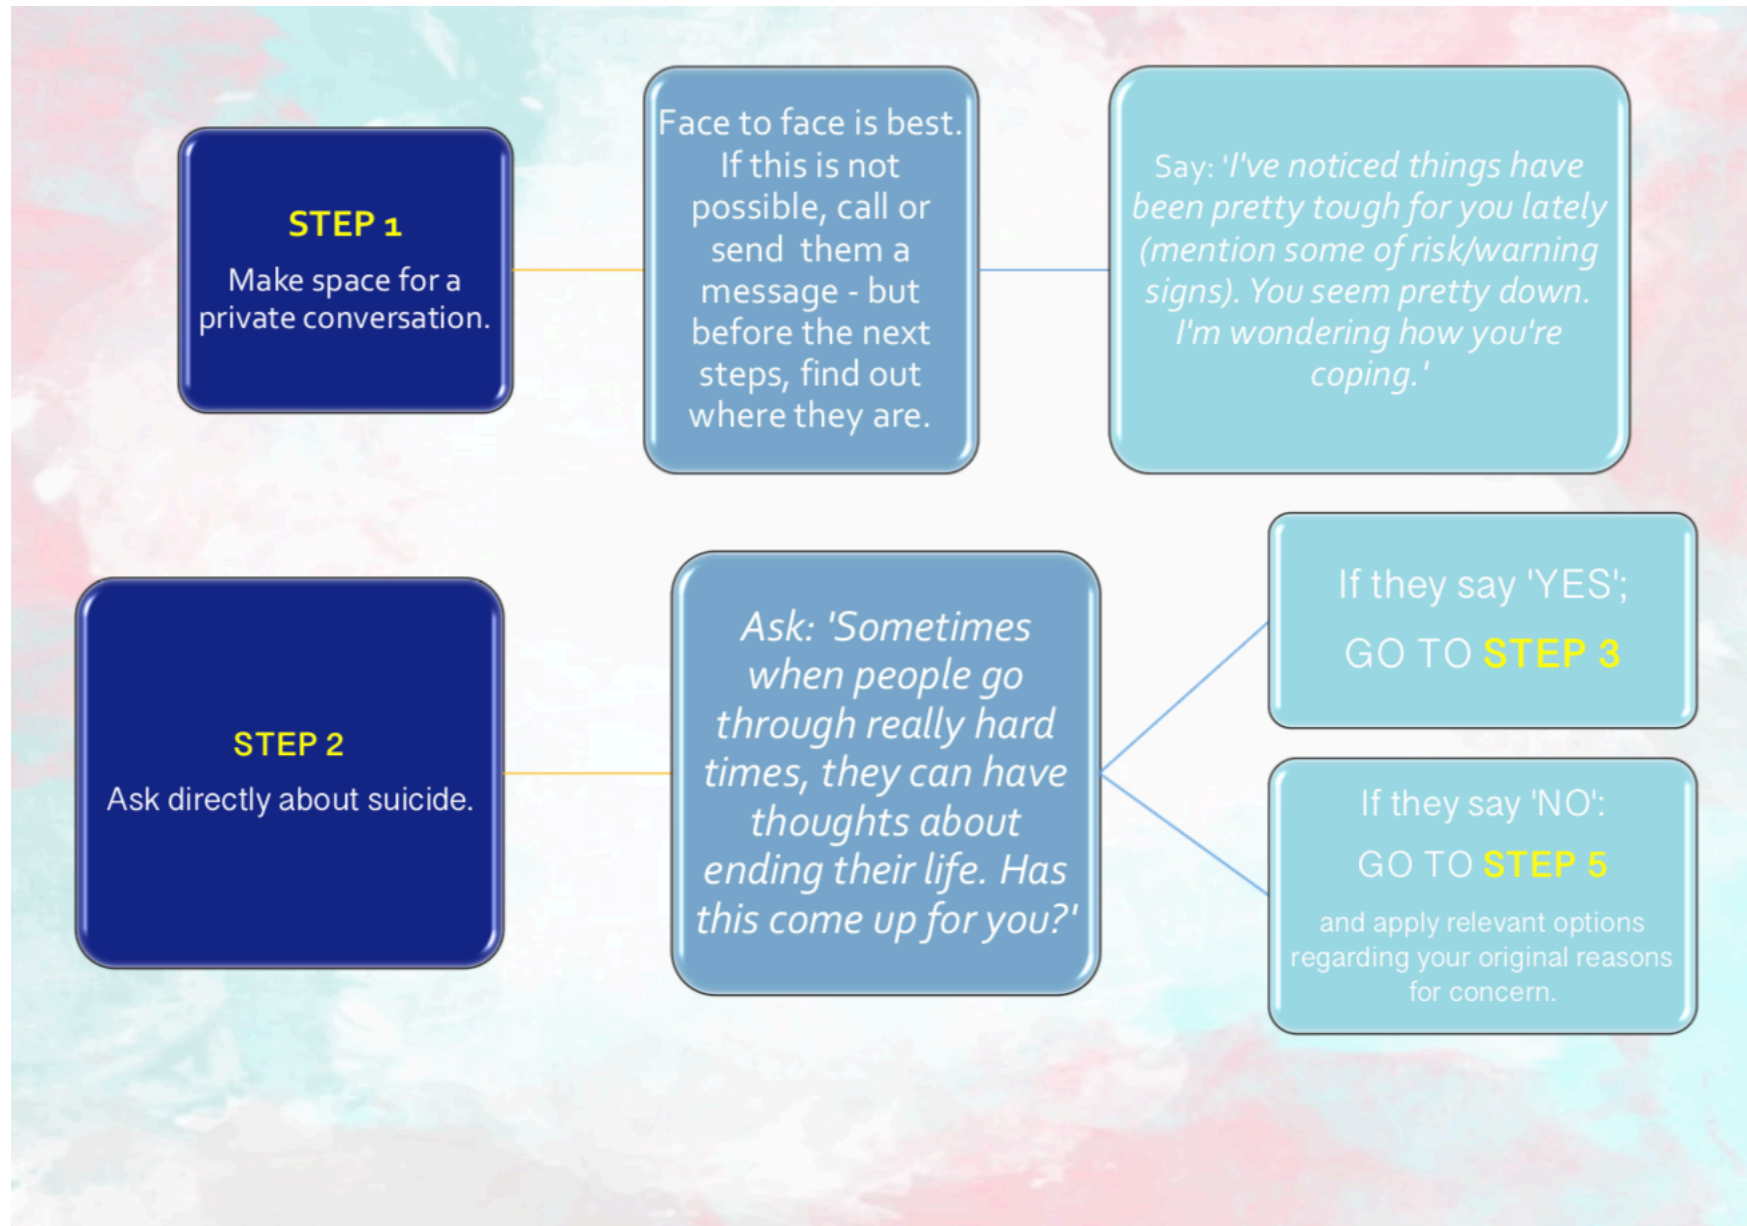 STEP 1
Make space for a
private conversation.
Face to face is best.
If this is not
possible, call or
send  them a
message - but
before the next
steps, find out
where they are.
Say: 'I've noticed things have
been pretty tough for you lately
(mention some of risk/warning
signs). You seem pretty down.
I'm wondering how you're
coping.'
STEP 2
Ask directly about suicide.
Ask: 'Sometimes
when people go
through really hard
times, they can have
thoughts about
ending their life. Has
this come up for you?'
If they say 'YES';
GO TO STEP 3
If they say 'NO':
GO TO STEP 5
and apply relevant options
regarding your original reasons
for concern.